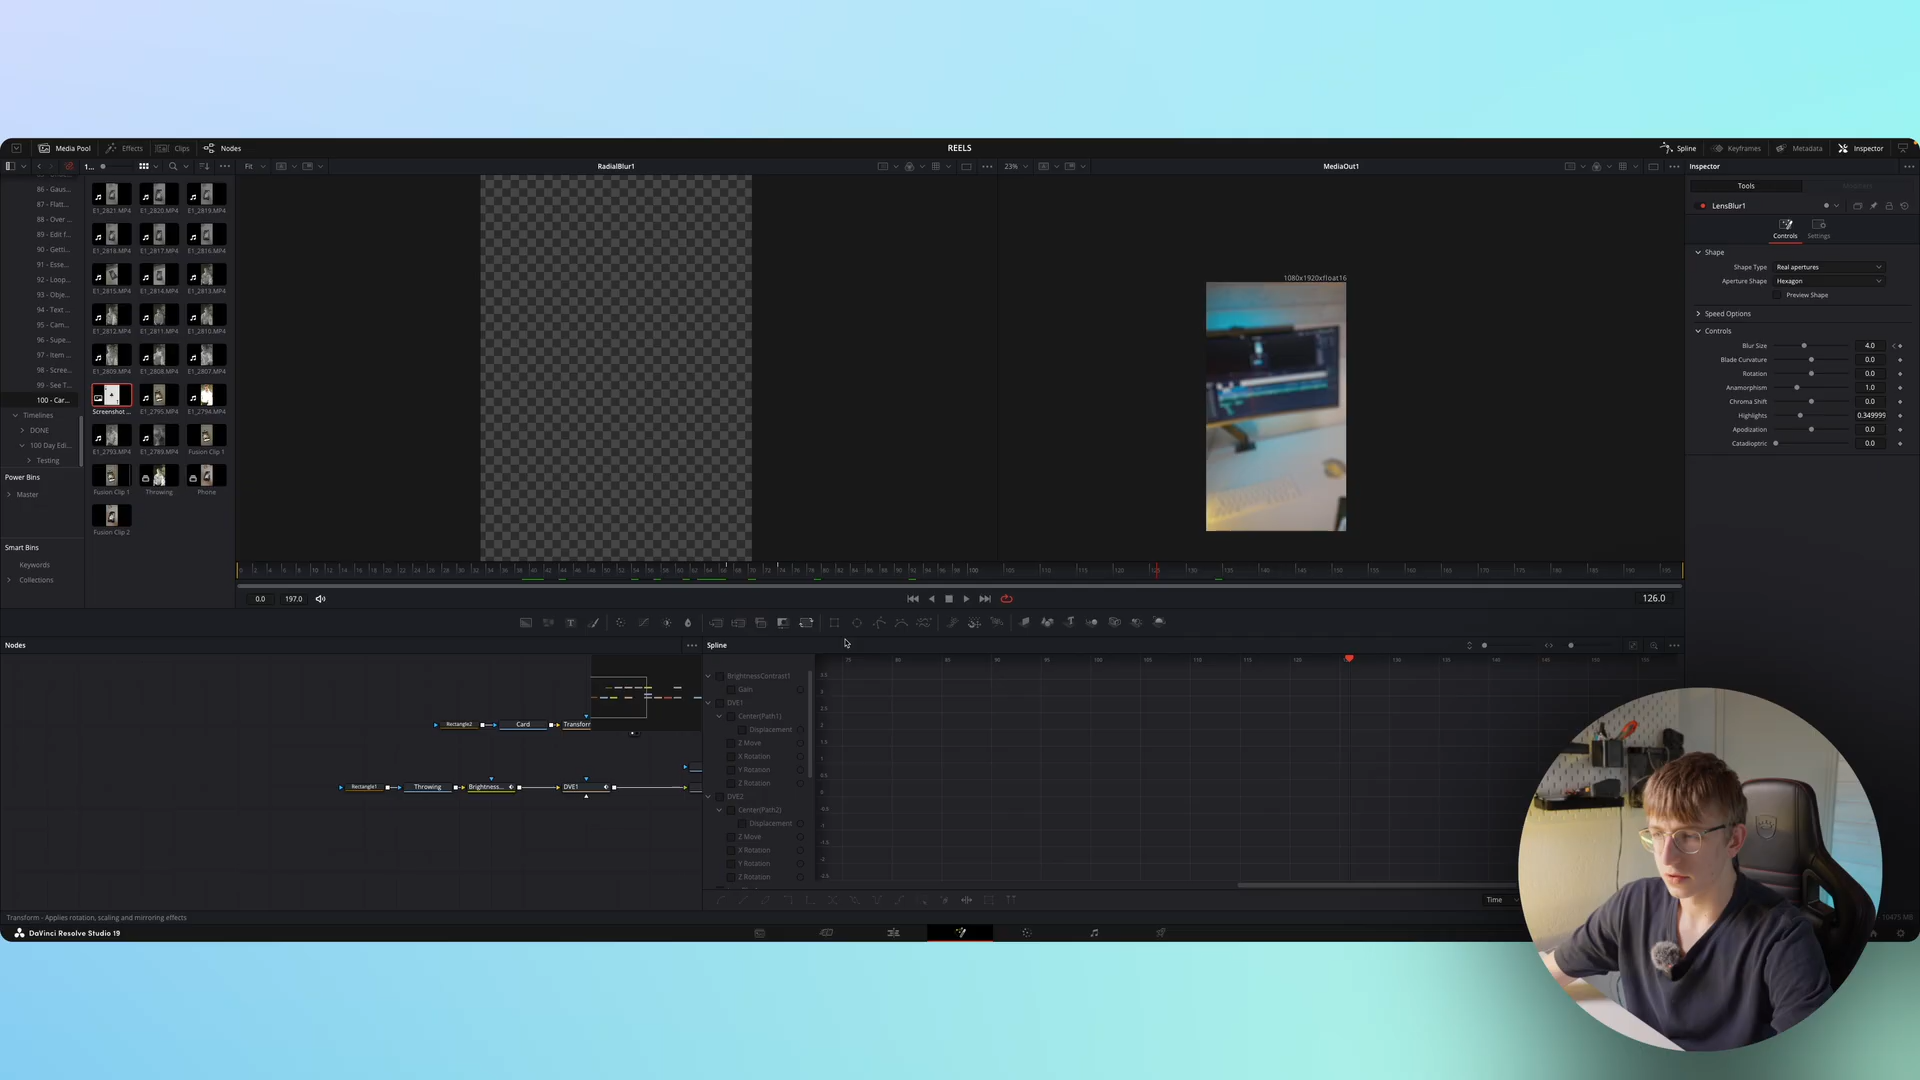 Media Pool
Effects
Clips
Nodes
REELS
Spline
Keyframes
Metadata
Inspector
1...
Fit
RadialBlur1
23%
MediaOut1
Inspector
Tools
LensBlur1
Controls
Settings
Shape
Shape Type
Real apertures
Aperture Shape
Hexagon
Preview Shape
Speed Options
Controls
Blur Size
4.0
Blade Curvature
0.0
Rotation
0.0
Anamorphism
1.0
Chroma Shift
0.0
Highlights
0.349999
Apodization
0.0
Catadioptric
0.0
86 - Gaus...
87 - Flatt...
88 - Over ...
89 - Edit f...
90 - Getti...
91 - Esse...
92 - Loop...
93 - Obje...
94 - Text ...
95 - Cam...
96 - Supe...
97 - Item ...
98 - Scree...
99 - See T...
100 - Car...
Timelines
DONE
100 Day Edi...
Testing
Power Bins
Master
Smart Bins
Keywords
Collections
E1_2821.MP4
E1_2820.MP4
E1_2819.MP4
E1_2818.MP4
E1_2817.MP4
E1_2816.MP4
E1_2815.MP4
E1_2814.MP4
E1_2813.MP4
E1_2812.MP4
E1_2811.MP4
E1_2810.MP4
E1_2809.MP4
E1_2808.MP4
E1_2807.MP4
Screenshot ...
E1_2795.MP4
E1_2794.MP4
E1_2793.MP4
E1_2789.MP4
Fusion Clip 1
Fusion Clip 1
Throwing
Phone
Fusion Clip 2
1080x1920xfloat16
0.0
197.0
126.0
Nodes
Rectangle2
Card
Transform
Rectangle1
Throwing
Brightness...
DVE1
Spline
BrightnessContrast1
Gain
DVE1
Center(Path1)
Displacement
Z Move
X Rotation
Y Rotation
Z Rotation
DVE2
Center(Path2)
Displacement
Z Move
X Rotation
Y Rotation
Z Rotation
Time
Transform - Applies rotation, scaling and mirroring effects
10475 MB
DaVinci Resolve Studio 19